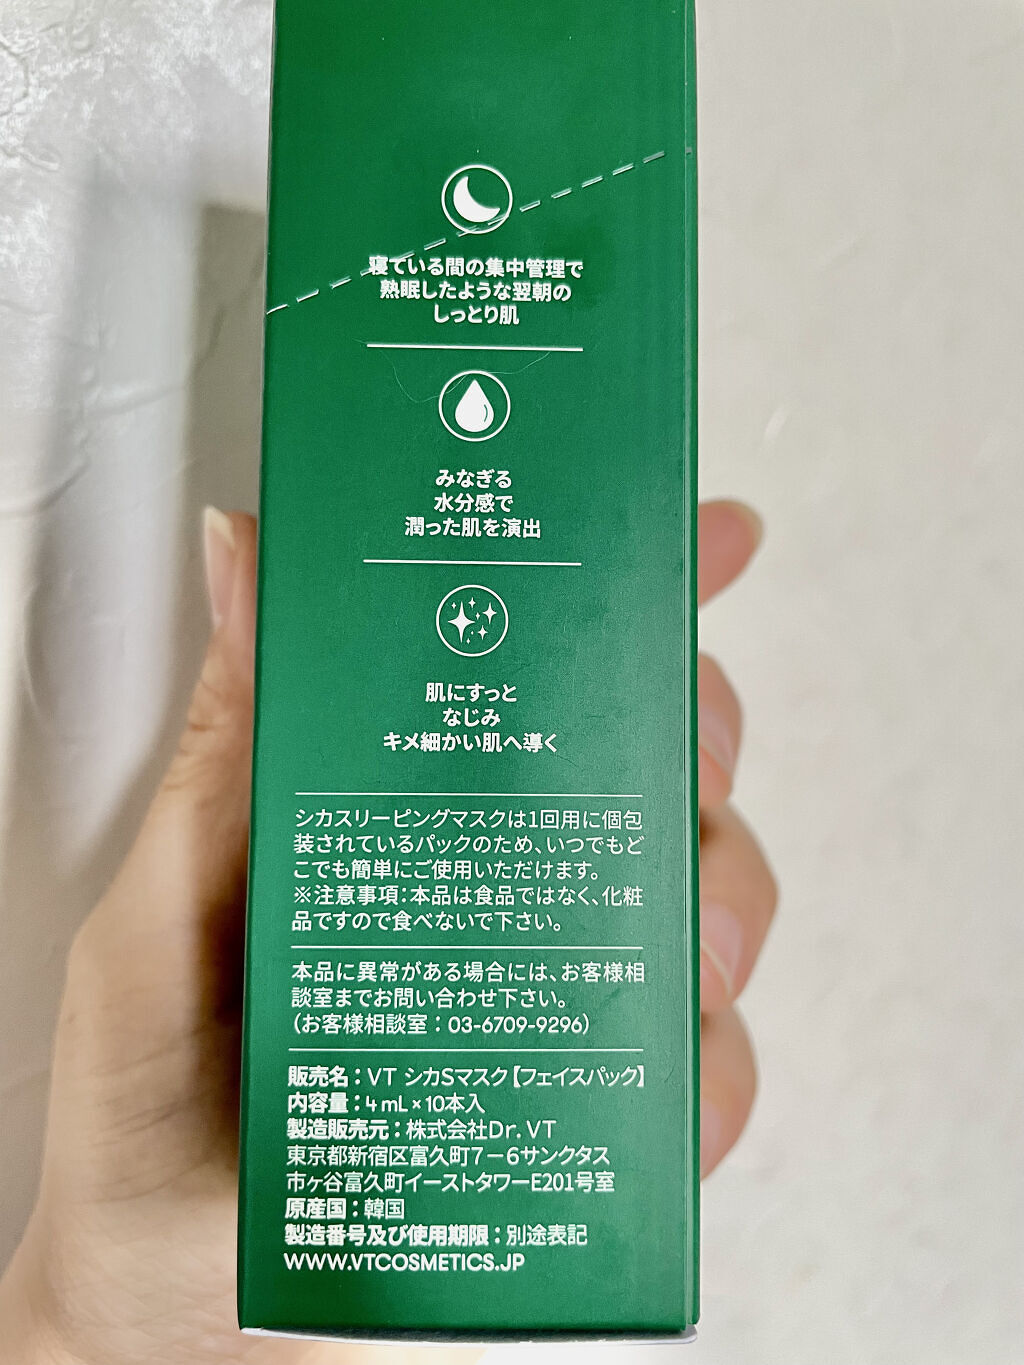 寝ている間の集中管理で
熟眠したような翌朝の
しっとり肌
みなぎる
水分感で
潤った肌を演出
肌にすっと
なじみ
キメ細かい肌へ導く
シカスリーピングマスクは1回用に個包
装されているパックのため、いつでもど
こでも簡単にご使用いただけます。
※注意事項:本品は食品ではなく、化粧
品ですので食べないで下さい。
本品に異常がある場合には、お客様相
談室までお問い合わせ下さい。
(お客様相談室:03-6709-9296)
販売名:VT シカSマスク【フェイスパック】
内容量:4 mL×10本入
製造販売元:株式会社Dr. VT
東京都新宿区富久町7-6サンクタス
市ヶ谷富久町イーストタワーE201号室
原産国:韓国
製造番号及び使用期限:別途表記
WWW.VTCOSMETICS.JP